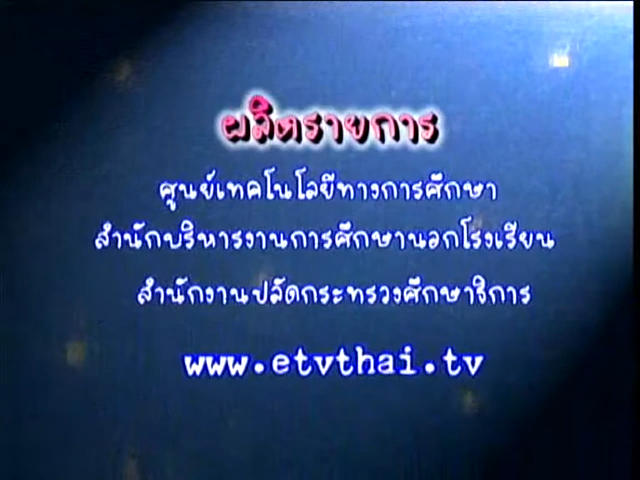 ผลิตรายการ
ศูนย์เทคโนโลยีทางการศึกษา
สำนักบริหารงานการศึกษานอกโรงเรียน
สำนักงานปลัดกระทรวงศึกษาธิการ
www.etvthai.tv